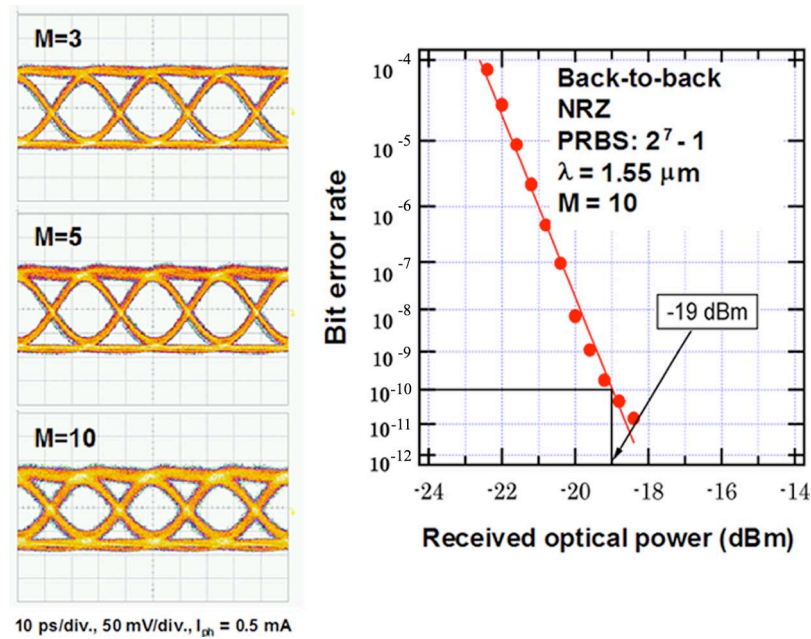 M=3
M=5
M=10
10 ps/div., 50 mV/div., Iph = 0.5 mA
Bit error rate
10-4
10-5
10-6
10-7
10-8
10-9
10-10
10-11
10-12
Back-to-back
NRZ
PRBS: 2⁷ - 1
λ = 1.55 μm
M = 10
-19 dBm
-24 -22 -20 -18 -16 -14
Received optical power (dBm)